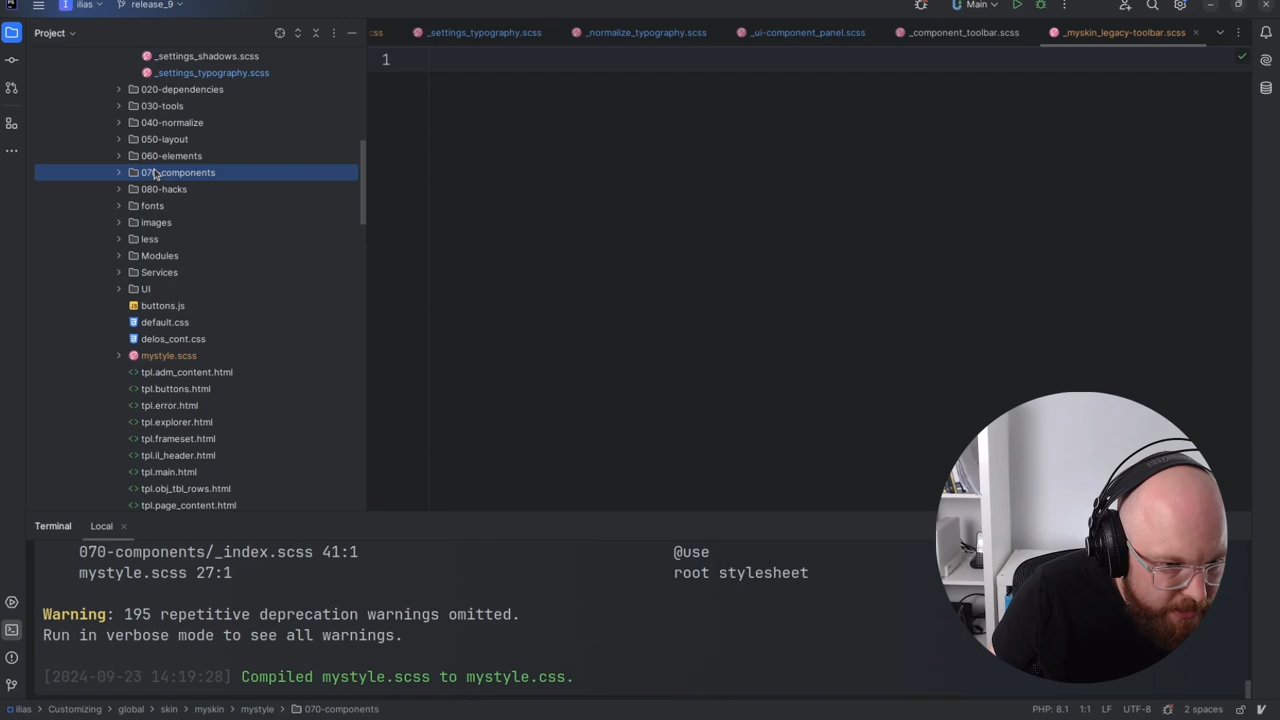 ilias
release_9
Main
Project
css
_settings_typography.scss
_normalize_typography.scss
_ui-component_panel.scss
_component_toolbar.scss
_myskin_legacy-toolbar.scss
1
_settings_shadows.scss
_settings_typography.scss
020-dependencies
030-tools
040-normalize
050-layout
060-elements
070-components
080-hacks
fonts
images
less
Modules
Services
UI
buttons.js
default.css
delos_cont.css
mystyle.scss
tpl.adm_content.html
tpl.buttons.html
tpl.error.html
tpl.explorer.html
tpl.frameset.html
tpl.il_header.html
tpl.main.html
tpl.obj_tbl_rows.html
tpl.page_content.html
Terminal
Local
070-components/_index.scss 41:1 @use
mystyle.scss 27:1 root stylesheet
Warning: 195 repetitive deprecation warnings omitted.
Run in verbose mode to see all warnings.
[2024-09-23 14:19:28] Compiled mystyle.scss to mystyle.css.
ilias > Customizing > global > skin > myskin > mystyle > 070-components
PHP: 8.1 1:1 LF UTF-8 2 spaces